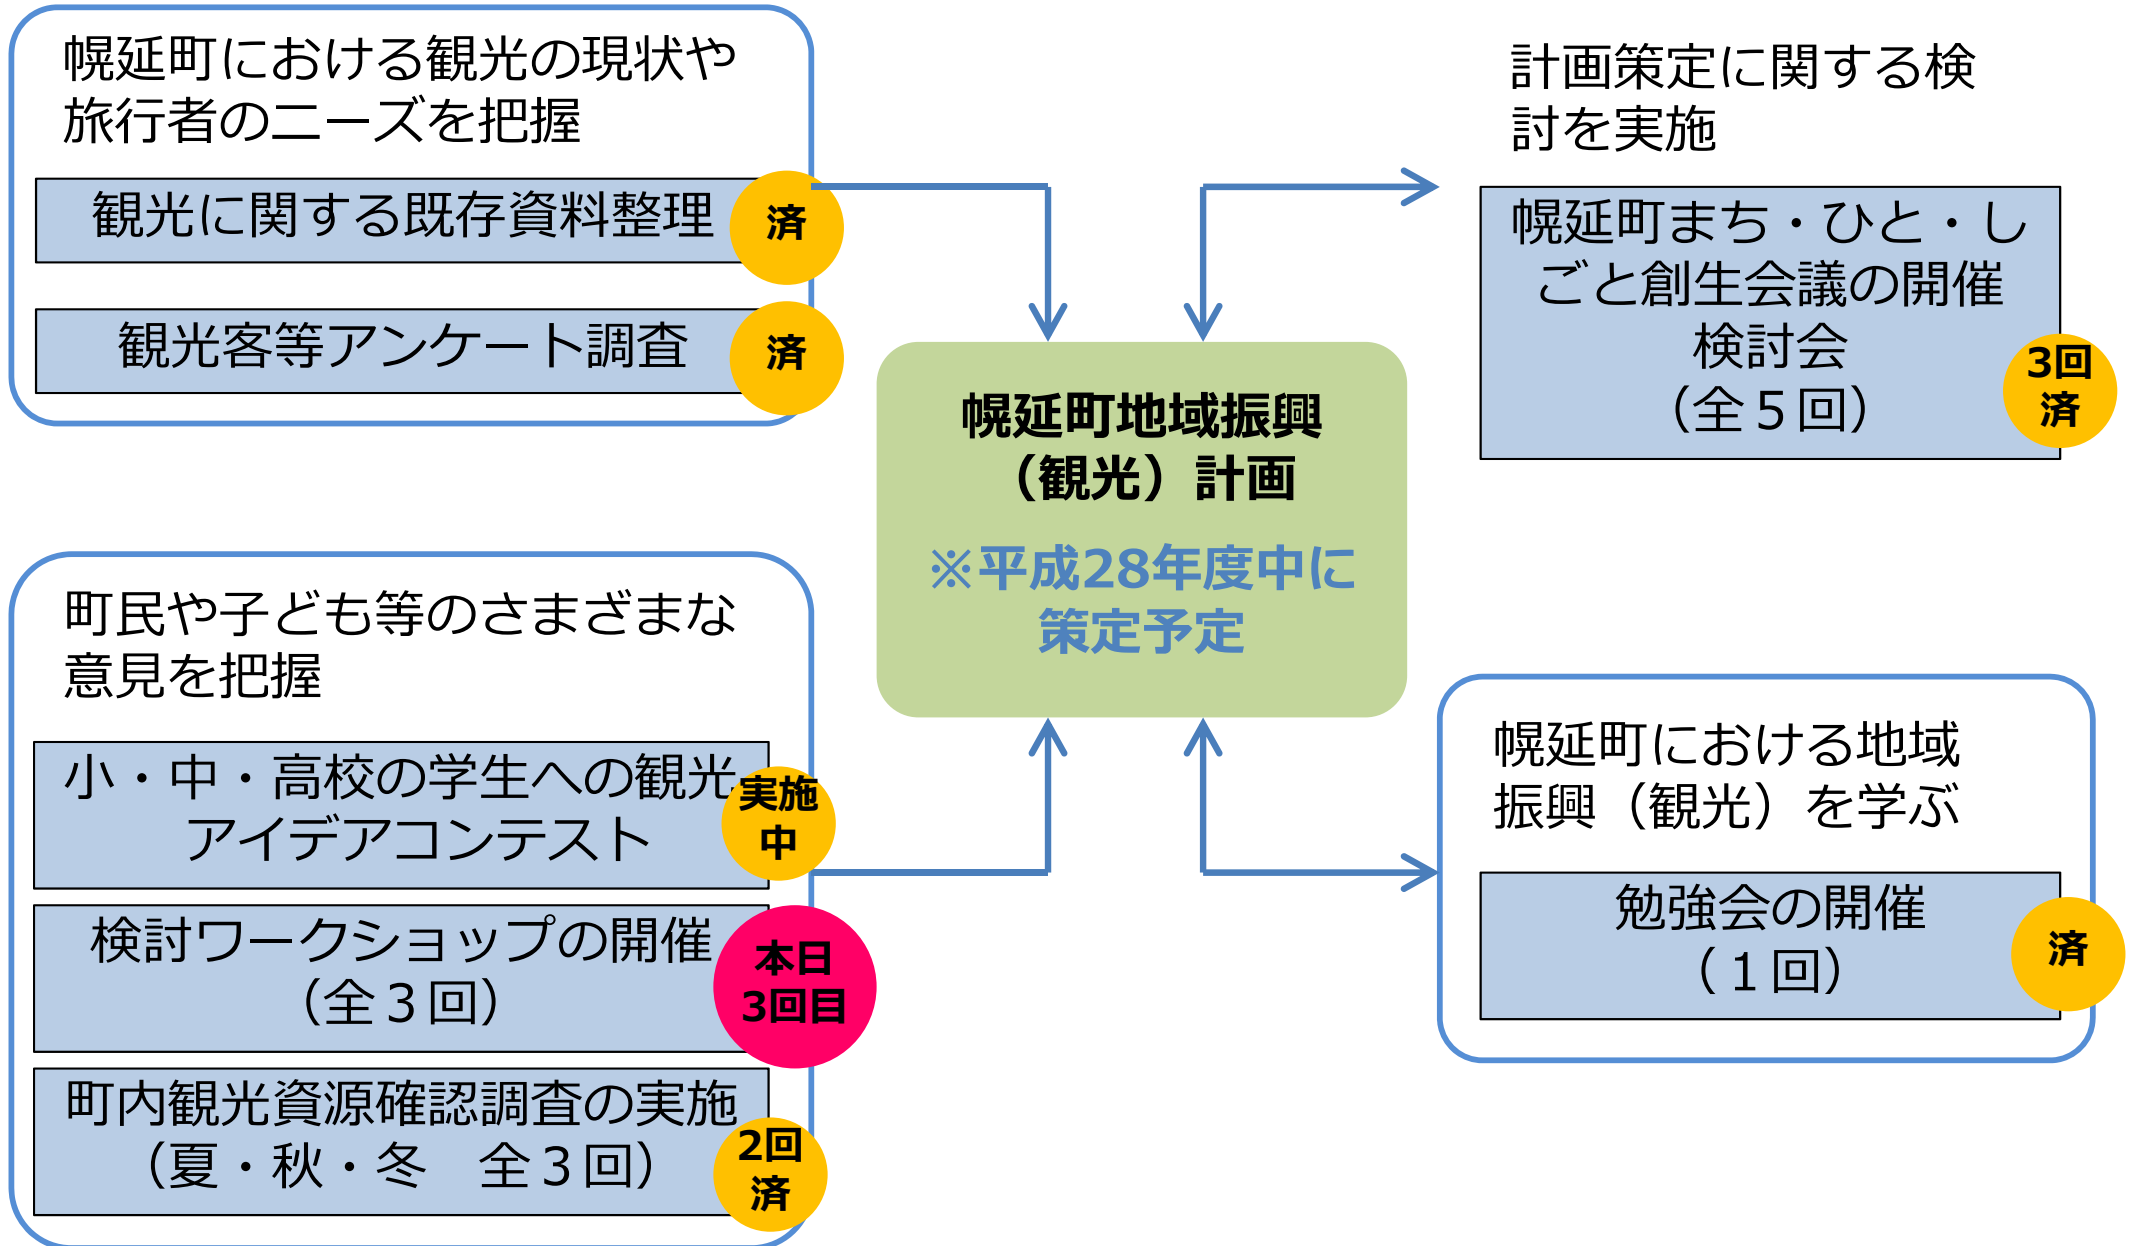 幌延町における観光の現状や
旅行者のニーズを把握
観光に関する既存資料整理
済
観光客等アンケート調査
済
計画策定に関する検
討を実施
幌延町まち・ひと・し
ごと創生会議の開催
検討会
（全５回）
3回
済
幌延町地域振興
（観光）計画
※平成28年度中に
策定予定
町民や子ども等のさまざまな
意見を把握
小・中・高校の学生への観光
アイデアコンテスト
実施
中
検討ワークショップの開催
（全３回）
本日
3回目
町内観光資源確認調査の実施
（夏・秋・冬　全３回）
2回
済
幌延町における地域
振興（観光）を学ぶ
勉強会の開催
（１回）
済